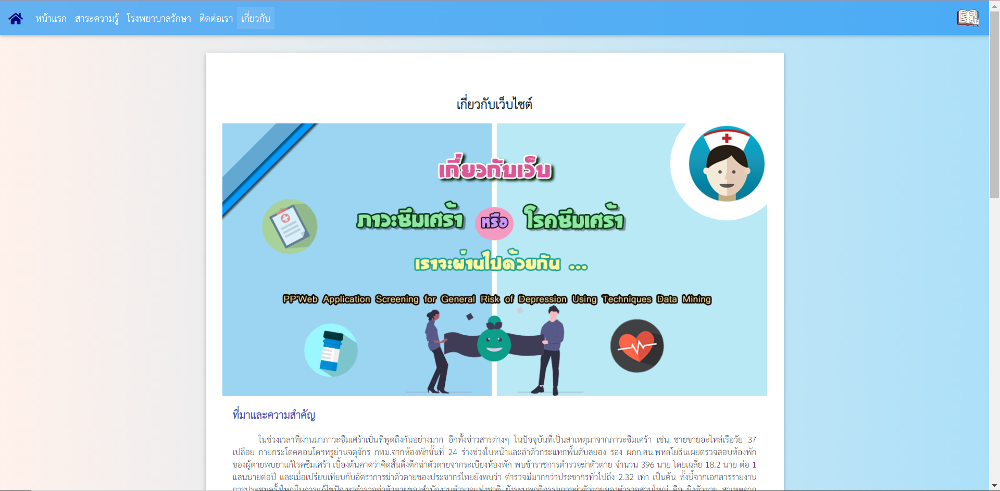 หน้าแรก สาระความรู้ โรงพยาบาลรักษา ติดต่อเรา เกี่ยวกับ
เกี่ยวกับเว็บไซต์
เกี่ยวกับเว็บ
ภาวะซึมเศร้า หรือ โรคซึมเศร้า
เราจะผ่านไปด้วยกัน ...
PP'Web Application Screening for General Risk of Depression Using Techniques Data Mining
ที่มาและความสำคัญ
ในช่วงเวลาที่ผ่านมาภาวะซึมเศร้าเป็นที่พูดถึงกันอย่างมาก อีกทั้งข่าวสารต่างๆ ในปัจจุบันที่เป็นสาเหตุมาจากภาวะซึมเศร้า เช่น ชายขายอะไหล่เรือวัย 37
เปลือย กายกระโดดคอนโดฯหรูย่านจตุจักร กทม.จากห้องพักชั้นที่ 24 ร่างช่วงใบหน้าและลำตัวกระแทกพื้นดับสยอง รอง ผกก.สน.พหลโยธินเผยตรวจสอบห้องพัก
ของผู้ตายพบยาแก้โรคซึมเศร้า เบื้องต้นคาดว่าคิดสั้นดิ่งตึกฆ่าตัวตายจากระเบียงห้องพัก พบข้าราชการตำรวจฆ่าตัวตาย จำนวน 396 นาย โดยเฉลี่ย 18.2 นาย ต่อ 1
แสนนายต่อปี และเมื่อเปรียบเทียบกับอัตราการฆ่าตัวตายของประชากรไทยยังพบว่า ตำรวจมีมากกว่าประชากรทั่วไปถึง 2.32 เท่า เป็นต้น ทั้งนี้จากเอกสารรายงาน
การประชุมครั้งใหญ่ในการแก้ไขปัญหาตำรวจฆ่าตัวตายของสำนักงานตำรวจแห่งชาติ ยังระบุพฤติกรรมการฆ่าตัวตายของตำรวจส่วนใหญ่ คือ ยิงตัวตาย สาเหตุจาก